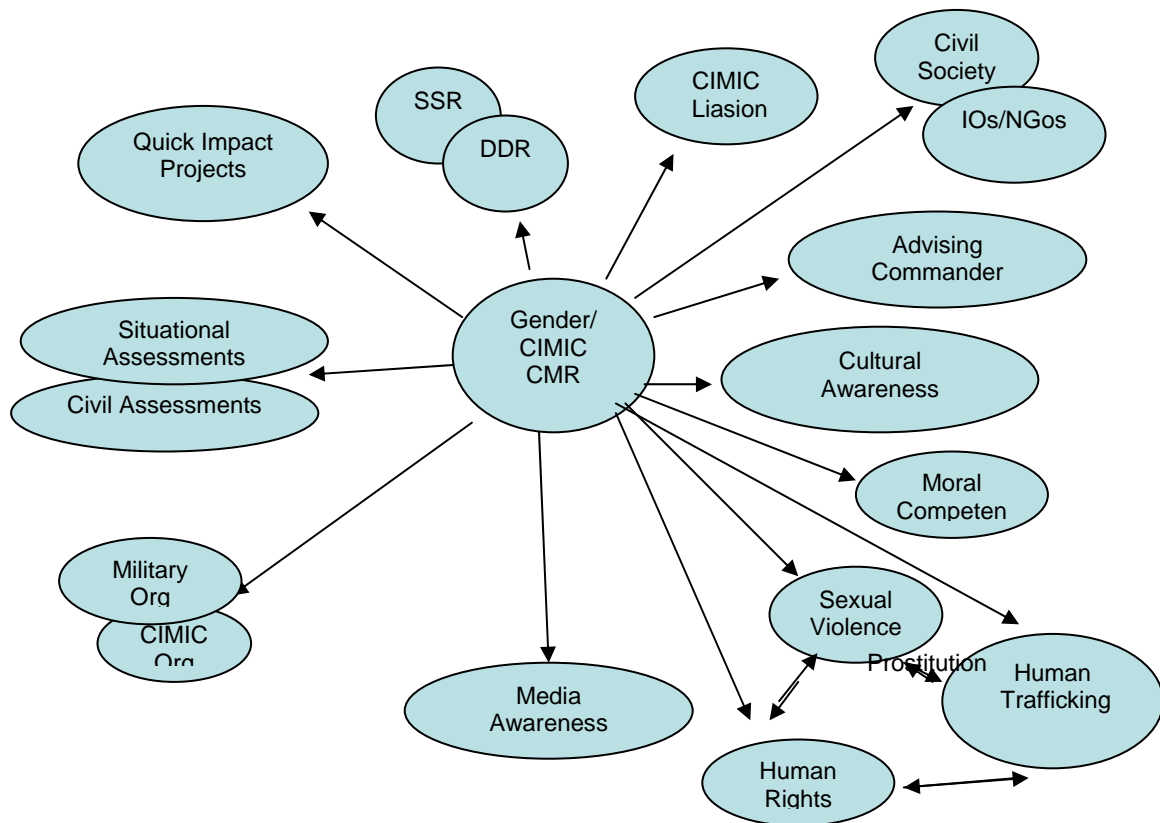 Civil
Society
IOs/NGos
CIMIC
Liasion
SSR
DDR
Quick Impact
Projects
Advising
Commander
Gender/
CIMIC
CMR
Situational
Assessments
Civil Assessments
Cultural
Awareness
Moral
Competen
Military
Org
CIMIC
Org
Sexual
Violence
Prostitution
Human
Trafficking
Media
Awareness
Human
Rights